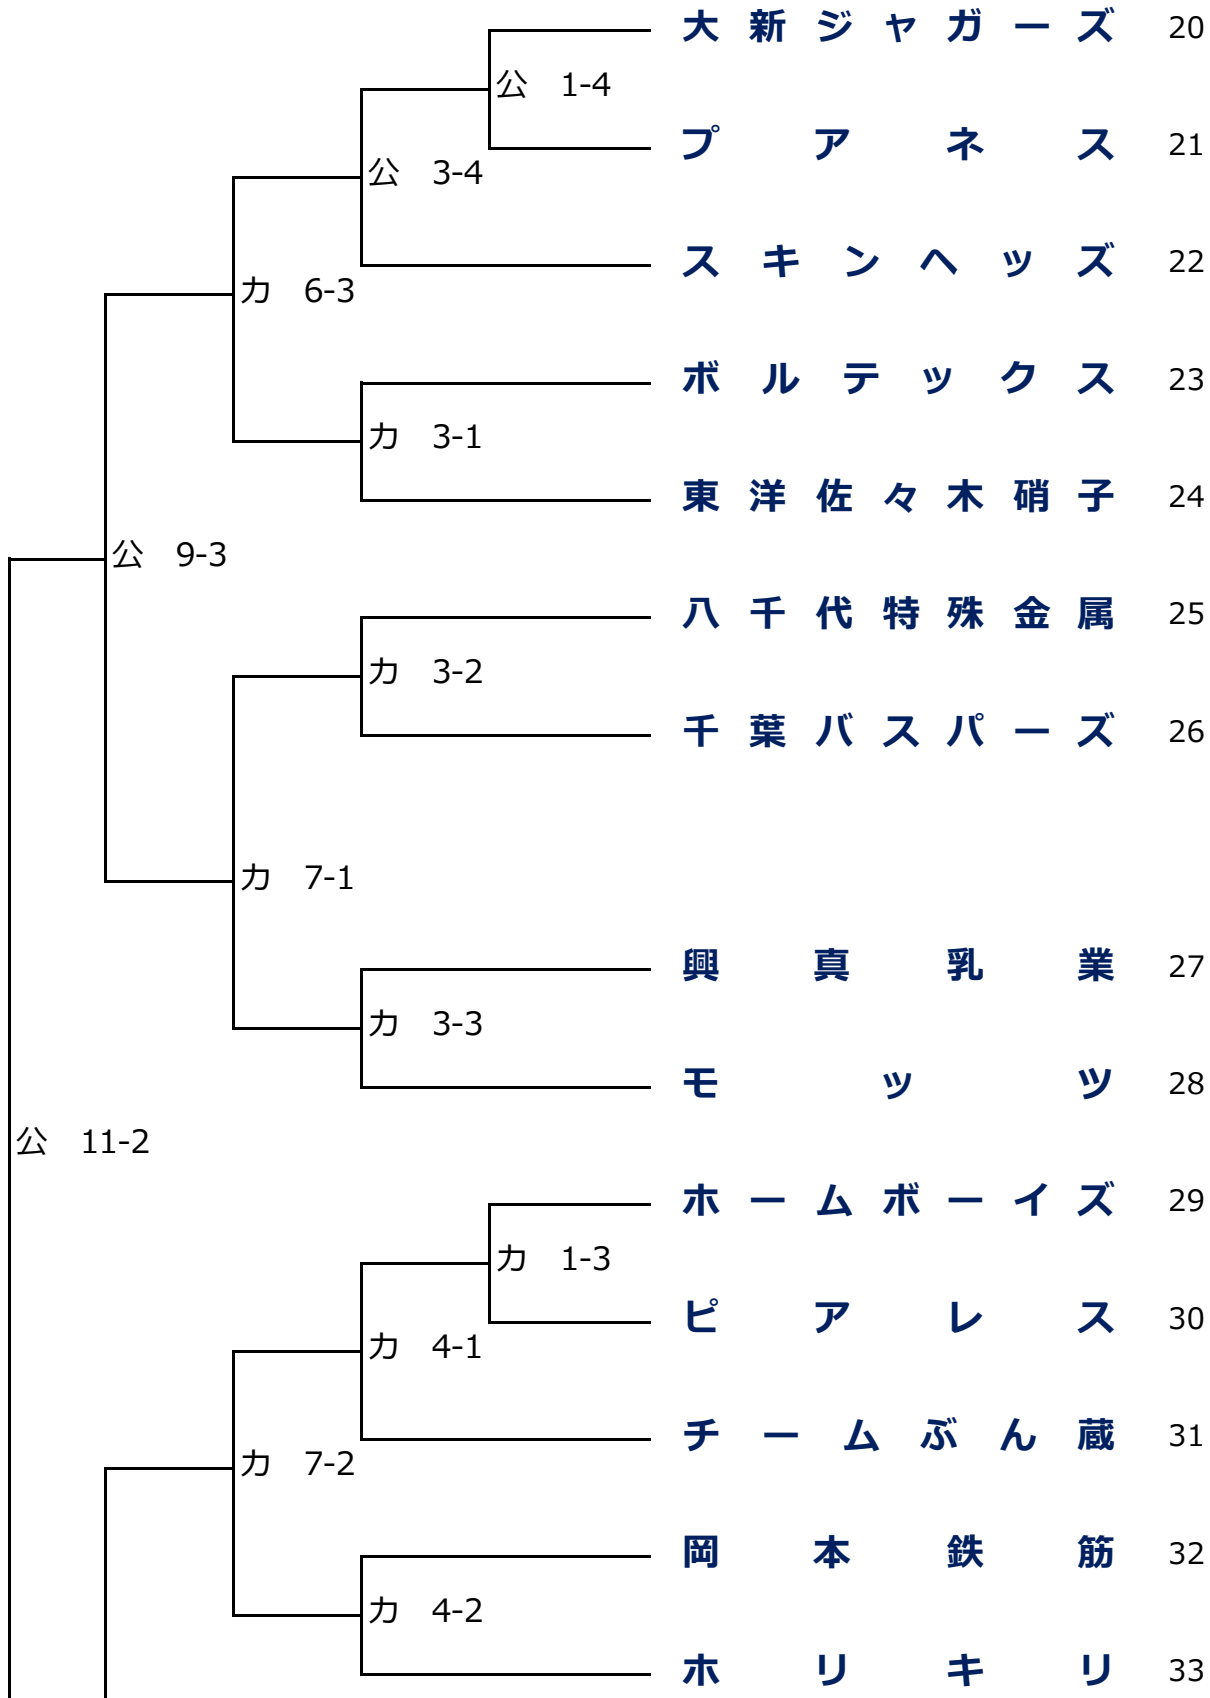 大新ジャガーズ 20
公 1-4
プアネス 21
公 3-4
スキンヘッズ 22
カ 6-3
ボルテックス 23
カ 3-1
東洋佐々木硝子 24
公 9-3
八千代特殊金属 25
カ 3-2
千葉バスパーズ 26
カ 7-1
興真乳業 27
カ 3-3
モッツ 28
公 11-2
ホームボーイズ 29
カ 1-3
ピアレス 30
カ 4-1
チームぶん蔵 31
カ 7-2
岡本鉄筋 32
カ 4-2
ホリキリ 33